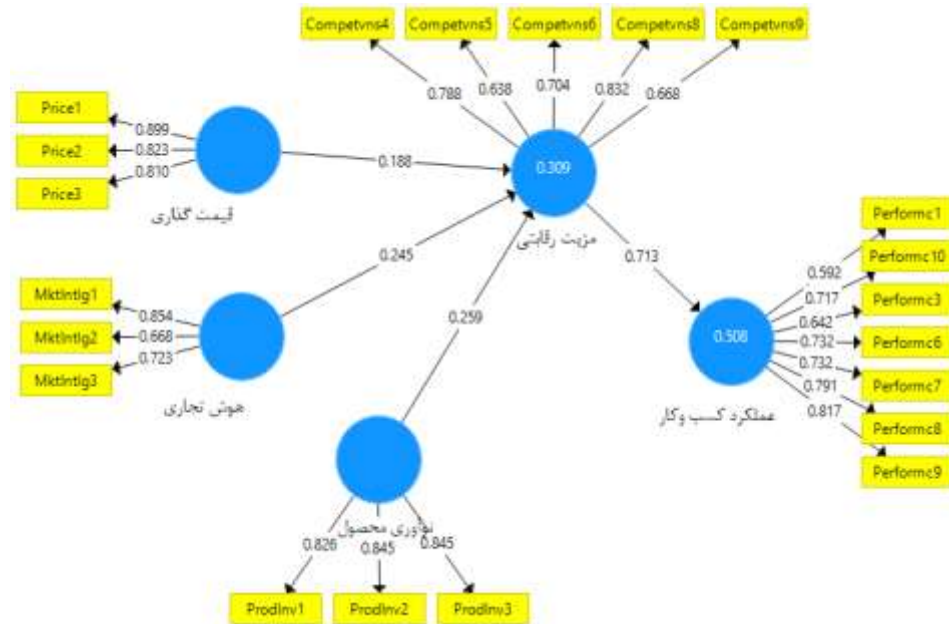 Competvns4
Competvns5
Competvns6
Competvns8
Competvns9
0.788
0.638
0.704
0.832
0.668
Price1
Price2
Price3
0.899
0.823
0.810
قیمت گذاری
0.188
0.309
مزیت رقابتی
0.245
0.259
0.713
MktIntlg1
MktIntlg2
MktIntlg3
0.854
0.668
0.723
هوش تجاری
نوآوری محصول
0.826
0.845
0.845
ProdInv1
ProdInv2
ProdInv3
0.508
عملکرد کسب وکار
0.592
0.717
0.642
0.732
0.732
0.791
0.817
Performc1
Performc10
Performc3
Performc6
Performc7
Performc8
Performc9